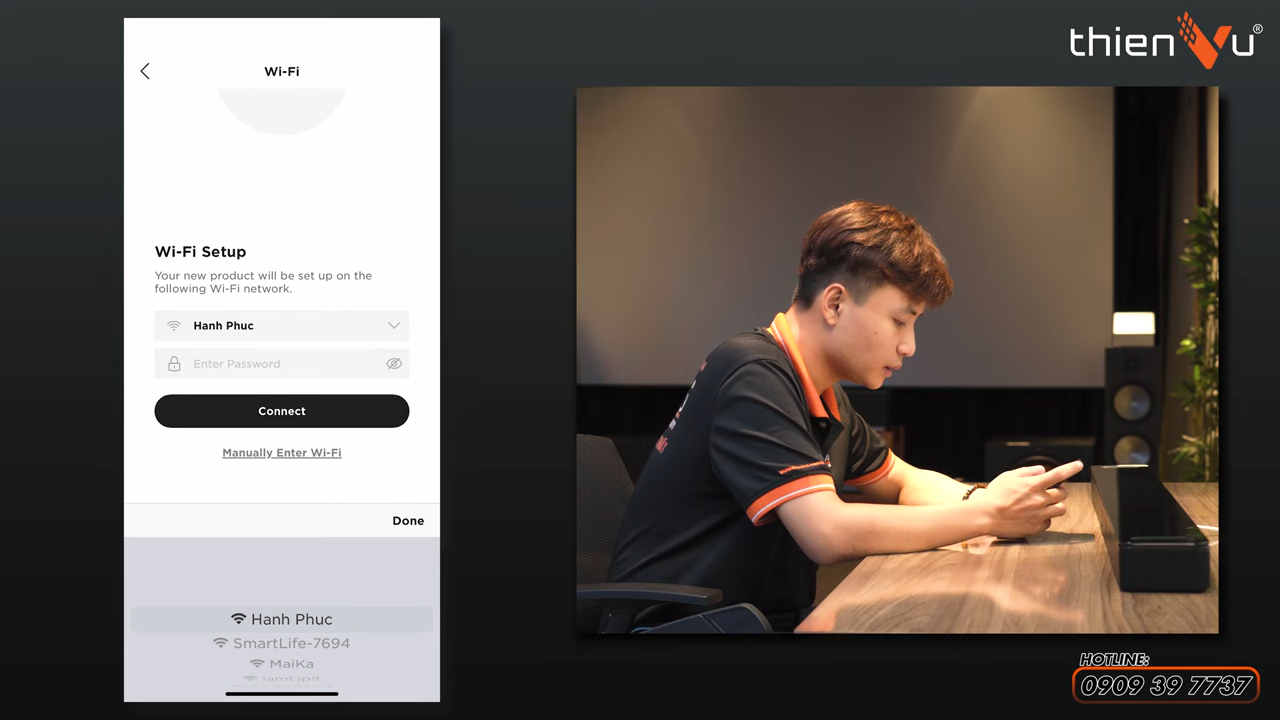 Wi-Fi
Wi-Fi Setup
Your new product will be set up on the
following Wi-Fi network.
Hanh Phuc
Enter Password
Connect
Manually Enter Wi-Fi
Done
Hanh Phuc
SmartLife-7694
MaiKa
IamLipit
thienVu®
HOTLINE:
0909 39 7737